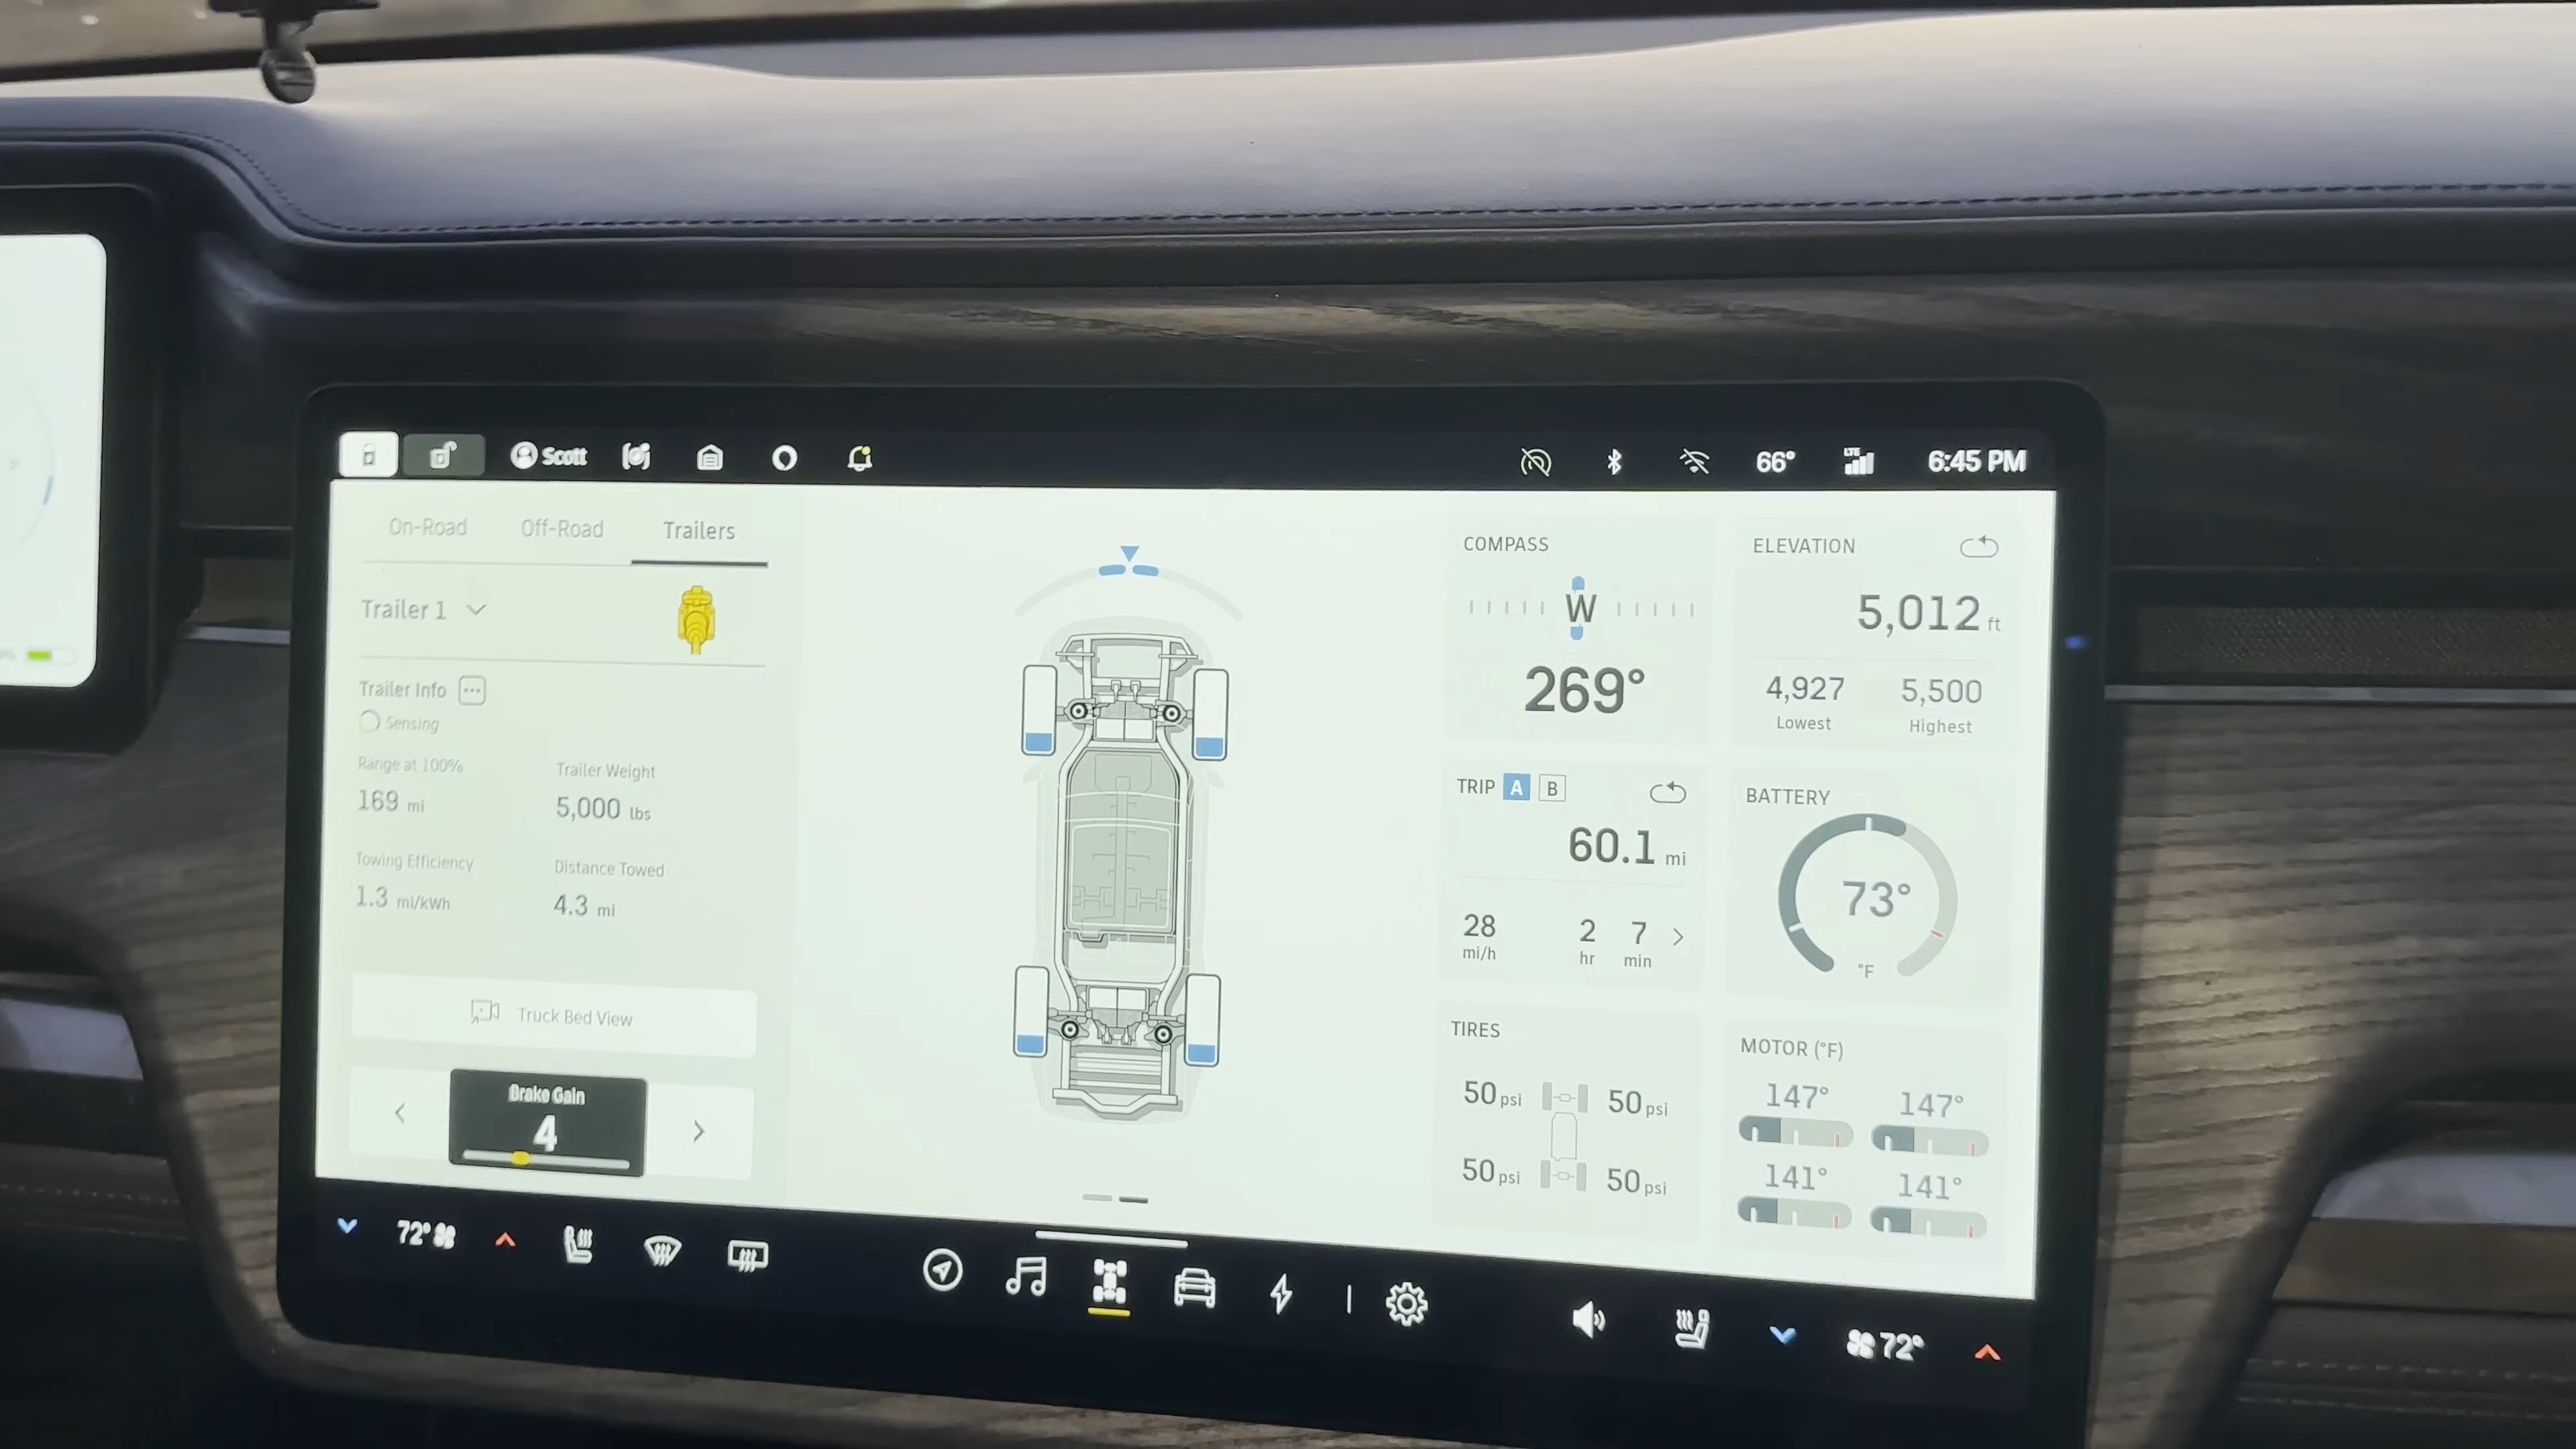 Scott
66°
LTE
6:45 PM
On-Road
Off-Road
Trailers
Trailer 1
Trailer Info
Sensing
Range at 100%
169 mi
Trailer Weight
5,000 lbs
Towing Efficiency
1.3 mi/kWh
Distance Towed
4.3 mi
Truck Bed View
Brake Gain
4
COMPASS
W
269°
ELEVATION
5,012 ft
4,927
Lowest
5,500
Highest
TRIP A B
60.1 mi
28
mi/h
2
hr
7
min
BATTERY
73°
°F
TIRES
50 psi
50 psi
50 psi
50 psi
MOTOR (°F)
147°
147°
141°
141°
72°
72°